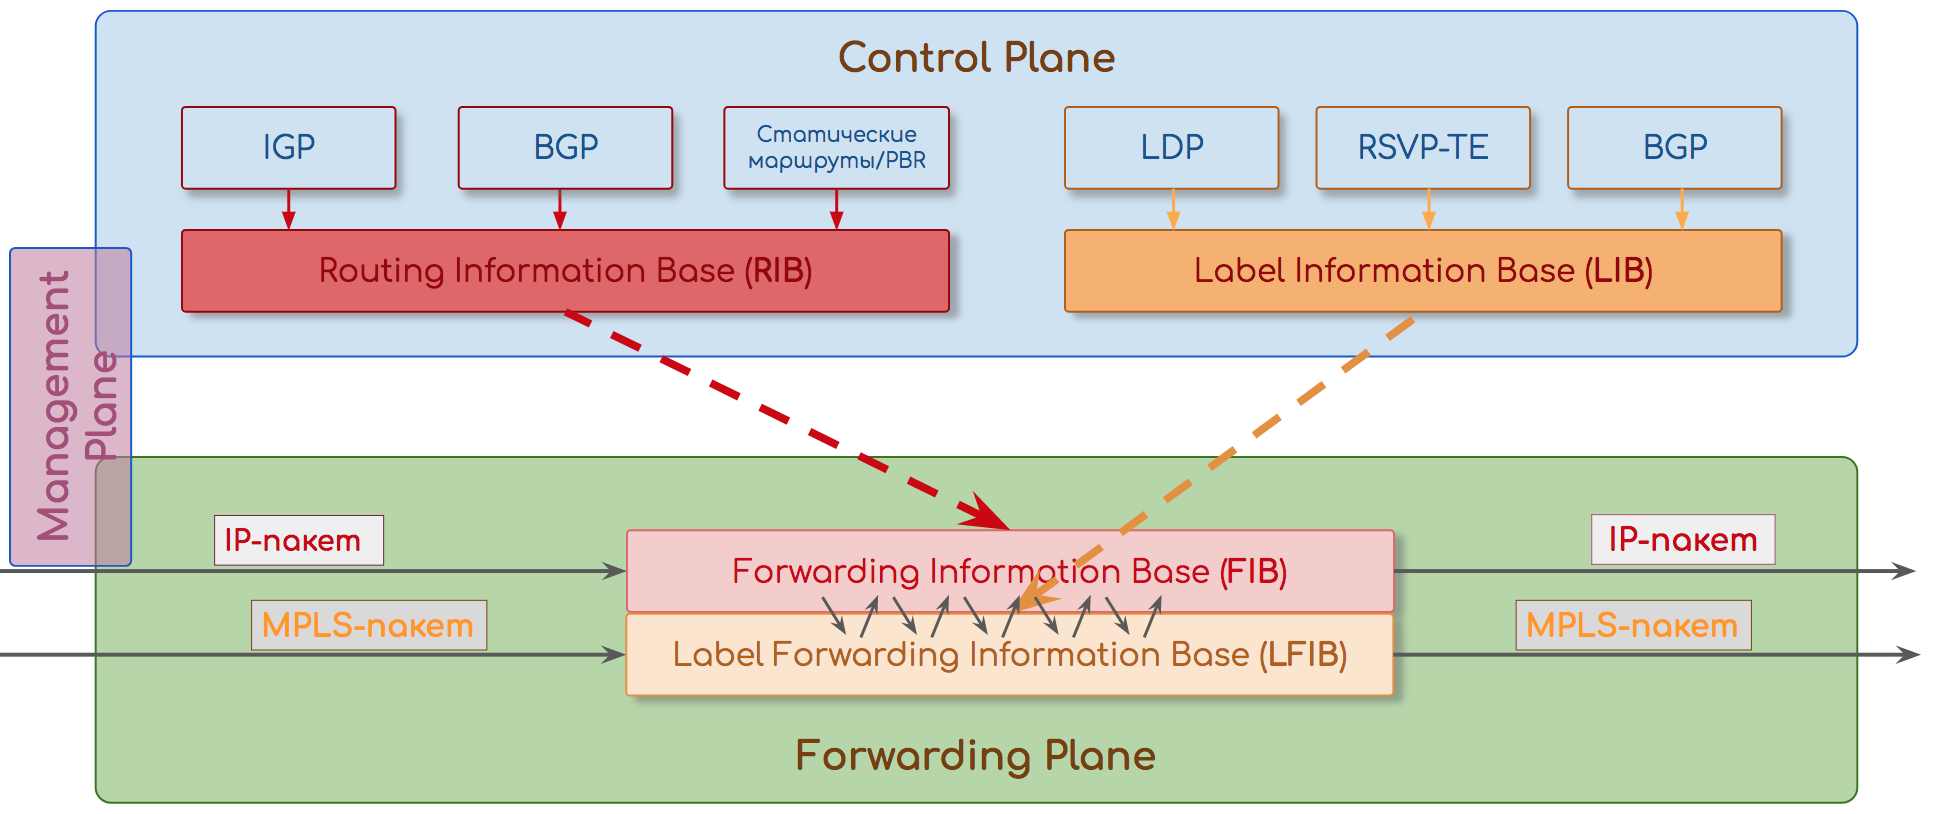 Control Plane
IGP
BGP
Статические
маршруты/PBR
LDP
RSVP-TE
BGP
Routing Information Base (RIB)
Label Information Base (LIB)
Management
Plane
IP-пакет
IP-пакет
Forwarding Information Base (FIB)
MPLS-пакет
MPLS-пакет
Label Forwarding Information Base (LFIB)
Forwarding Plane